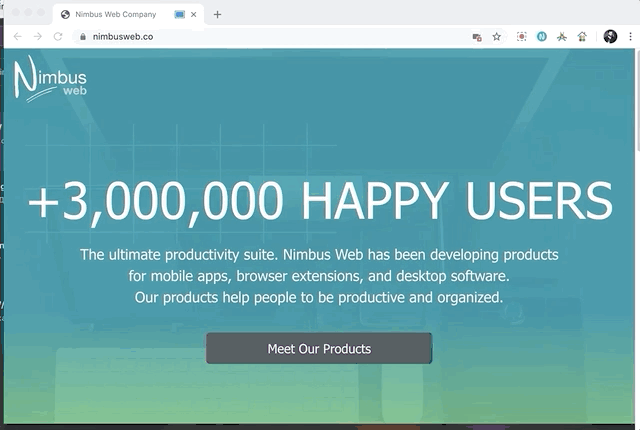 Nimbus Web Company
nimbusweb.co
Nimbus
web
+3,000,000 HAPPY USERS
The ultimate productivity suite. Nimbus Web has been developing products
for mobile apps, browser extensions, and desktop software.
Our products help people to be productive and organized.
Meet Our Products